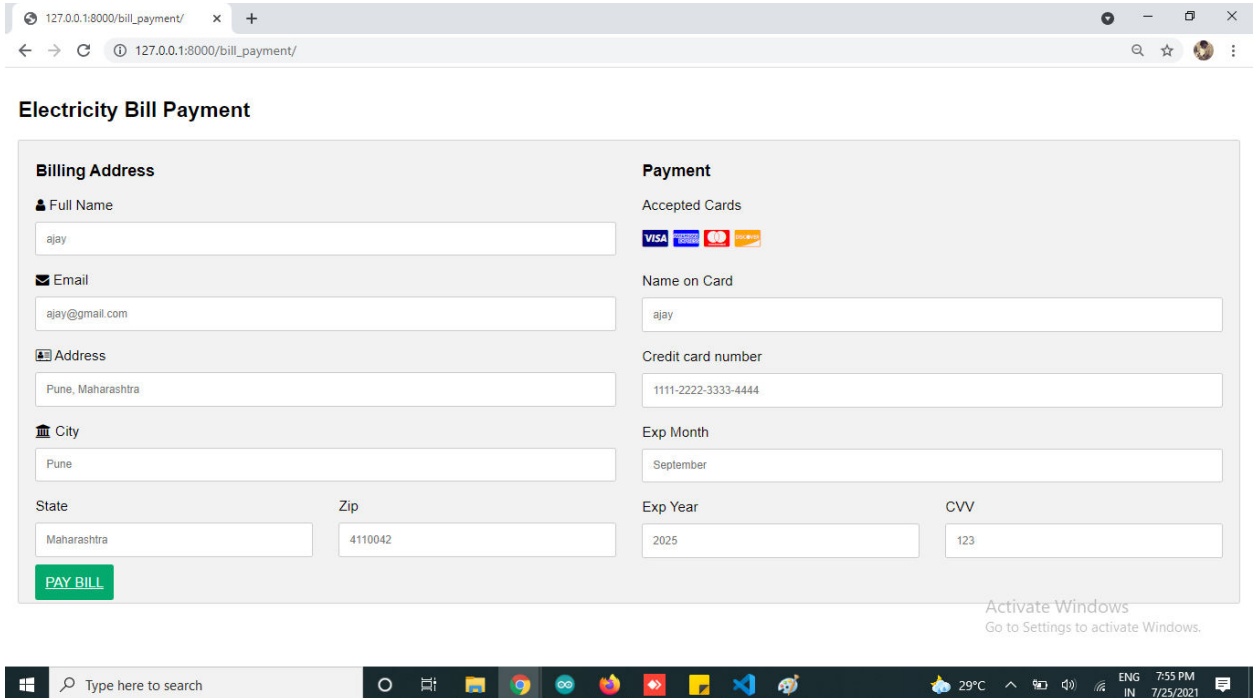 127.0.0.1:8000/bill_payment/
127.0.0.1:8000/bill_payment/
Electricity Bill Payment
Billing Address
Full Name
ajay
Email
ajay@gmail.com
Address
Pune, Maharashtra
City
Pune
State Zip
Maharashtra 4110042
PAY BILL
Payment
Accepted Cards
VISA AMERICAN EXPRESS DISCOVER
Name on Card
ajay
Credit card number
1111-2222-3333-4444
Exp Month
September
Exp Year CVV
2025 123
Activate Windows
Go to Settings to activate Windows.
Type here to search
29°C
ENG
IN
7:55 PM
7/25/2021